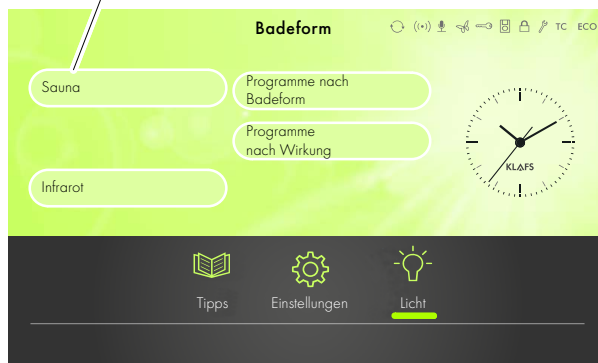 Badeform
TC ECO
Sauna
Programme nach
Badeform
Programme
nach Wirkung
Infrarot
KLAFS
Tipps
Einstellungen
Licht